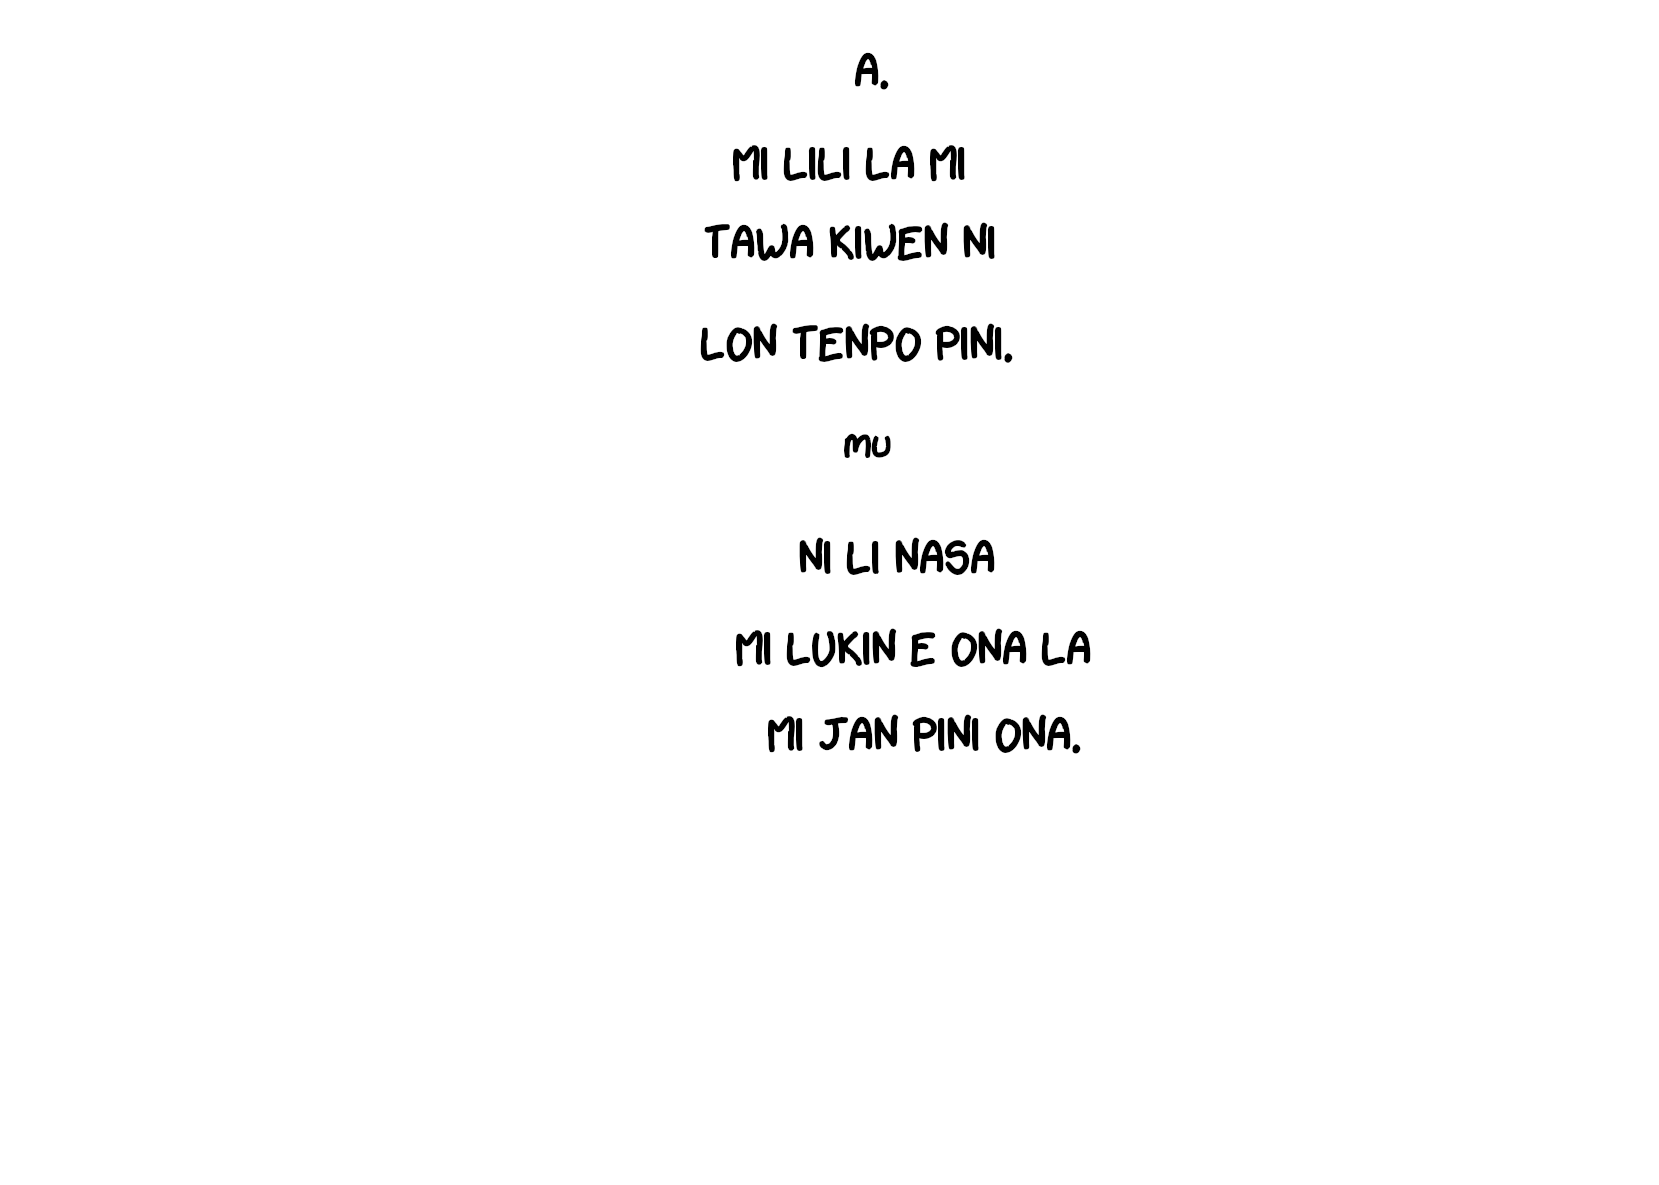 A.
MI LILI LA MI
TAWA KIWEN NI
LON TENPO PINI.
mu
NI LI NASA
MI LUKIN E ONA LA
MI JAN PINI ONA.